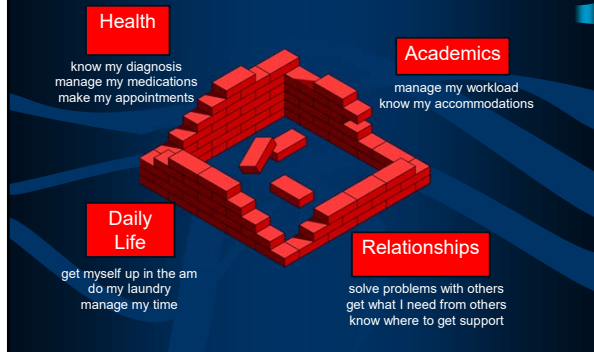 Health
know my diagnosis
manage my medications
make my appointments
Academics
manage my workload
know my accommodations
Daily
Life
get myself up in the am
do my laundry
manage my time
Relationships
solve problems with others
get what I need from others
know where to get support